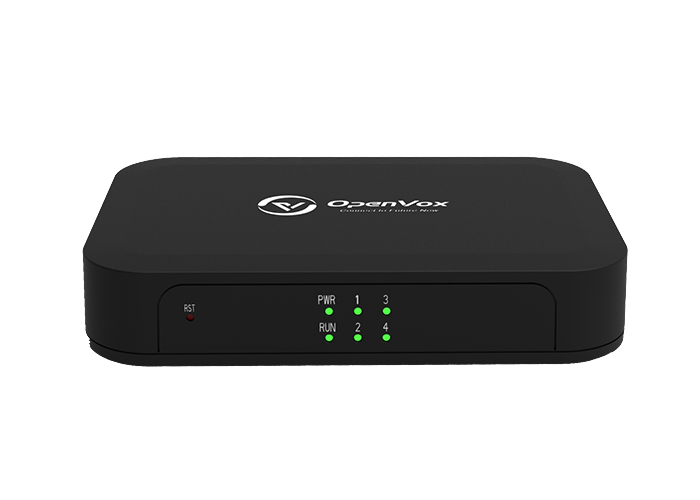 OpenVox
Connect to Future Now
RST
PWR 1 3
RUN 2 4